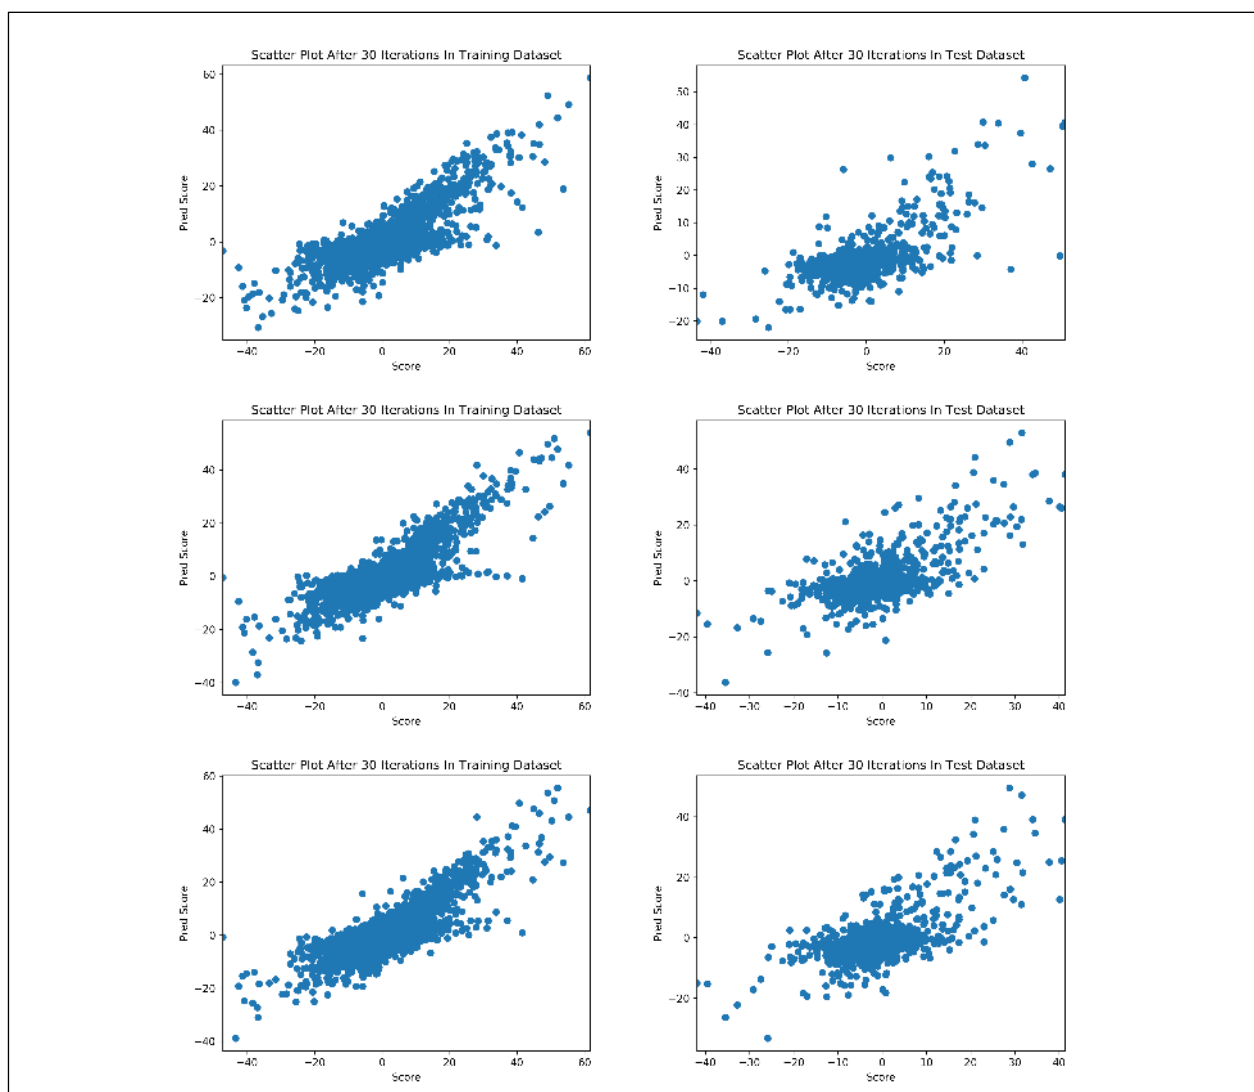 Scatter Plot After 30 Iterations In Training Dataset
60
40
20
0
−20
Pred Score
−40 −20 0 20 40 60
Score
Scatter Plot After 30 Iterations In Test Dataset
50
40
30
20
10
0
−10
−20
Pred Score
−40 −20 0 20 40
Score
Scatter Plot After 30 Iterations In Training Dataset
40
20
0
−20
−40
Pred Score
−40 −20 0 20 40 60
Score
Scatter Plot After 30 Iterations In Test Dataset
40
20
0
−20
−40
Pred Score
−40 −30 −20 −10 0 10 20 30 40
Score
Scatter Plot After 30 Iterations In Training Dataset
60
40
20
0
−20
−40
Pred Score
−40 −20 0 20 40 60
Score
Scatter Plot After 30 Iterations In Test Dataset
40
20
0
−20
Pred Score
−40 −30 −20 −10 0 10 20 30 40
Score